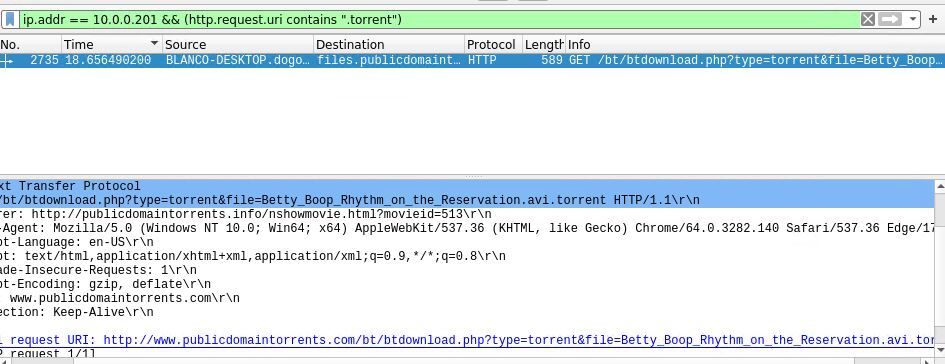 ip.addr == 10.0.0.201 && (http.request.uri contains ".torrent")
No. Time Source Destination Protocol Length Info
2735 18.656490200 BLANCO-DESKTOP.dogo… files.publicdomaint… HTTP 589 GET /bt/btdownload.php?type=torrent&file=Betty_Boop…
xt Transfer Protocol
/bt/btdownload.php?type=torrent&file=Betty_Boop_Rhythm_on_the_Reservation.avi.torrent HTTP/1.1\r\n
rer: http://publicdomaintorrents.info/nshowmovie.html?movieid=513\r\n
-Agent: Mozilla/5.0 (Windows NT 10.0; Win64; x64) AppleWebKit/537.36 (KHTML, like Gecko) Chrome/64.0.3282.140 Safari/537.36 Edge/17
pt-Language: en-US\r\n
pt: text/html,application/xhtml+xml,application/xml;q=0.9,*/*;q=0.8\r\n
ade-Insecure-Requests: 1\r\n
pt-Encoding: gzip, deflate\r\n
: www.publicdomaintorrents.com\r\n
ection: Keep-Alive\r\n
l request URI: http://www.publicdomaintorrents.com/bt/btdownload.php?type=torrent&file=Betty_Boop_Rhythm_on_the_Reservation.avi.tor
P request 1/1]